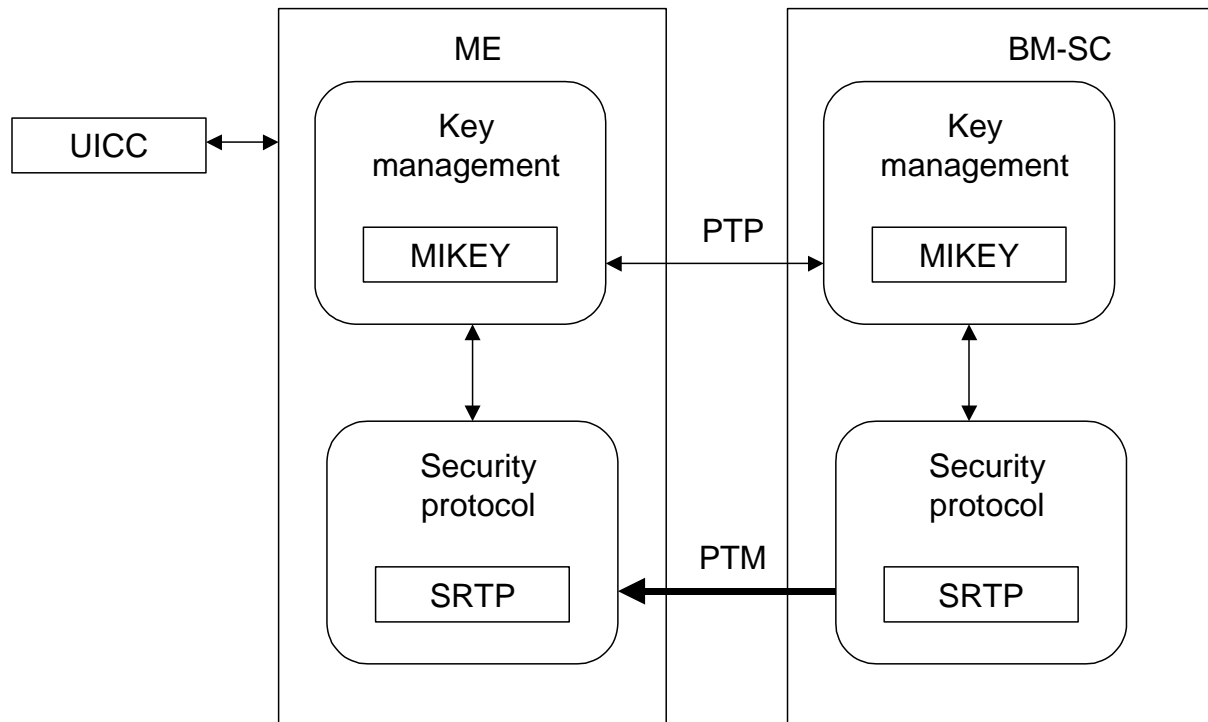 ME
BM-SC
UICC
Key
management
MIKEY
PTP
Key
management
MIKEY
Security
protocol
SRTP
PTM
Security
protocol
SRTP